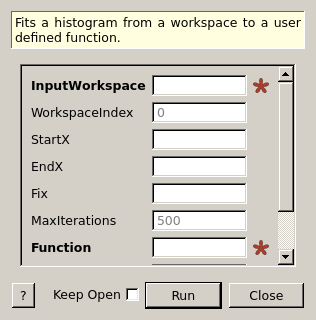 Fits a histogram from a workspace to a user
defined function.
InputWorkspace
WorkspaceIndex 0
StartX
EndX
Fix
MaxIterations 500
Function
? Keep Open Run Close